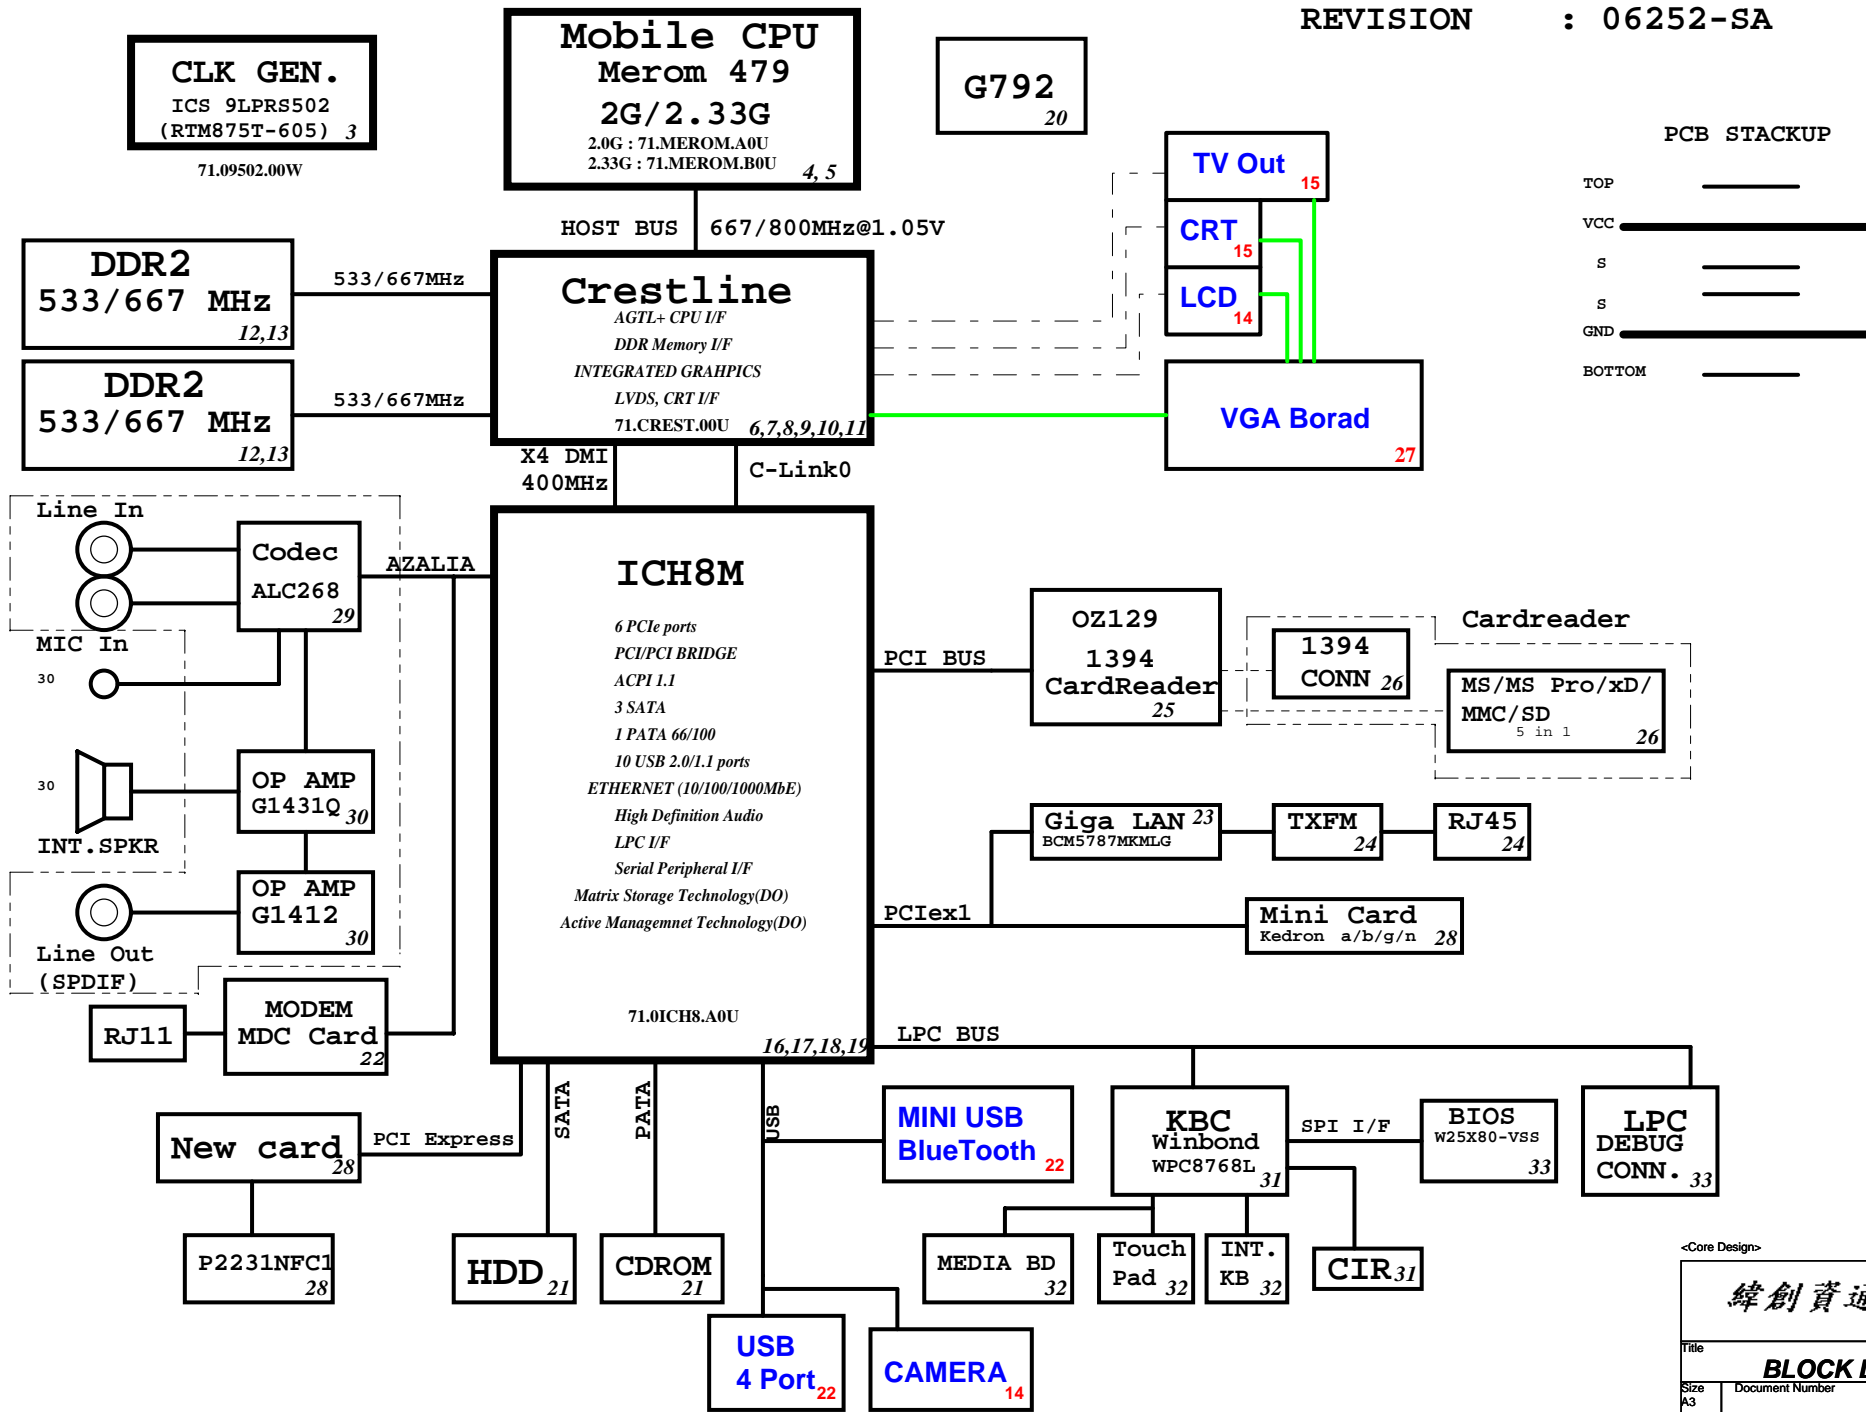 REVISION : 06252-SA
CLK GEN.
ICS 9LPRS502
(RTM875T-605) 3
71.09502.00W
Mobile CPU
Merom 479
2G/2.33G
2.0G : 71.MEROM.A0U
2.33G : 71.MEROM.B0U
4, 5
G792
20
HOST BUS 667/800MHz@1.05V
TV Out
15
CRT
15
LCD
14
VGA Borad
27
PCB STACKUP
TOP
VCC
S
S
GND
BOTTOM
DDR2
533/667 MHz
12,13
533/667MHz
DDR2
533/667 MHz
12,13
533/667MHz
Crestline
AGTL+ CPU I/F
DDR Memory I/F
INTEGRATED GRAHPICS
LVDS, CRT I/F
71.CREST.00U
6,7,8,9,10,11
X4 DMI
400MHz
C-Link0
Line In
Codec
ALC268
29
AZALIA
MIC In
30
30
INT.SPKR
OP AMP
G1431Q
30
OP AMP
G1412
30
Line Out
(SPDIF)
RJ11
MODEM
MDC Card
22
ICH8M
6 PCIe ports
PCI/PCI BRIDGE
ACPI 1.1
3 SATA
1 PATA 66/100
10 USB 2.0/1.1 ports
ETHERNET (10/100/1000MbE)
High Definition Audio
LPC I/F
Serial Peripheral I/F
Matrix Storage Technology(DO)
Active Managemnet Technology(DO)
71.0ICH8.A0U
16,17,18,19
PCI BUS
OZ129
1394
CardReader
25
1394
CONN 26
Cardreader
MS/MS Pro/xD/
MMC/SD
5 in 1
26
Giga LAN 23
BCM5787MKMLG
TXFM
24
RJ45
24
PCIex1
Mini Card
Kedron a/b/g/n 28
LPC BUS
New card
28
PCI Express
P2231NFC1
28
SATA
PATA
USB
HDD
21
CDROM
21
MINI USB
BlueTooth
22
USB
4 Port
22
CAMERA
14
KBC
Winbond
WPC8768L
31
SPI I/F
BIOS
W25X80-VSS
33
LPC
DEBUG
CONN.
33
MEDIA BD
32
Touch
Pad 32
INT.
KB 32
CIR 31
<Core Design>
緯創資通
Title
BLOCK
Size
A3
Document Number